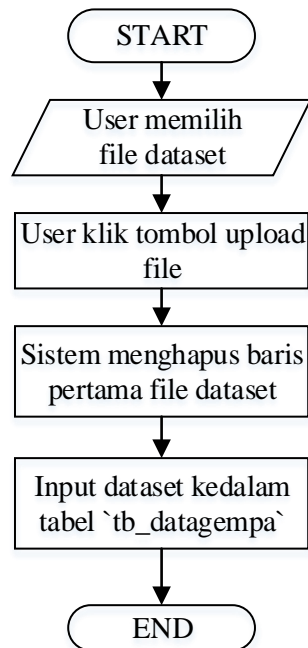 START
User memilih
file dataset
User klik tombol upload
file
Sistem menghapus baris
pertama file dataset
Input dataset kedalam
tabel `tb_datagempa`
END